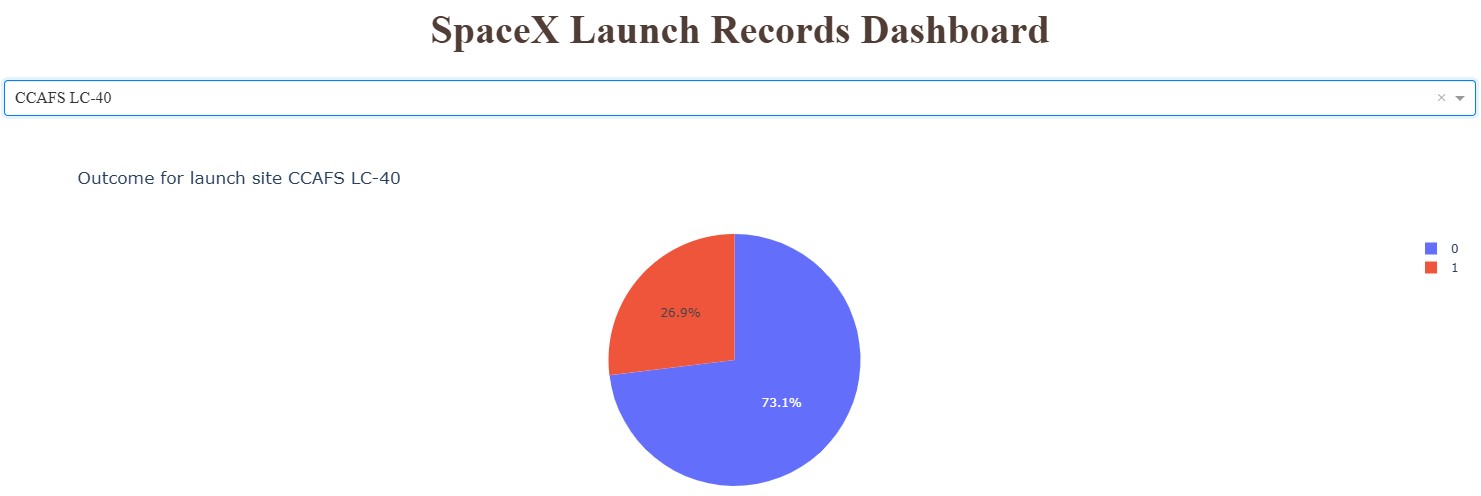 SpaceX Launch Records Dashboard
CCAFS LC-40
Outcome for launch site CCAFS LC-40
0
1
26.9%
73.1%